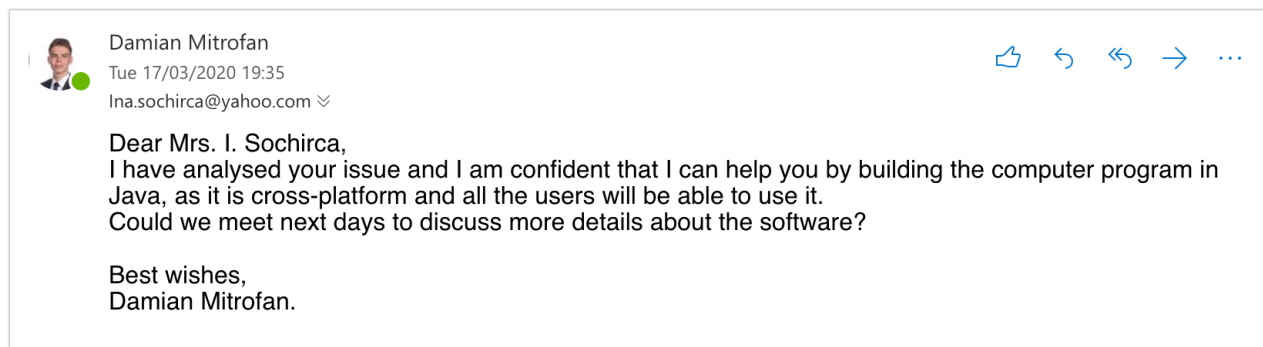 Damian Mitrofan
Tue 17/03/2020 19:35
Ina.sochirca@yahoo.com
Dear Mrs. I. Sochirca,
I have analysed your issue and I am confident that I can help you by building the computer program in
Java, as it is cross-platform and all the users will be able to use it.
Could we meet next days to discuss more details about the software?
Best wishes,
Damian Mitrofan.